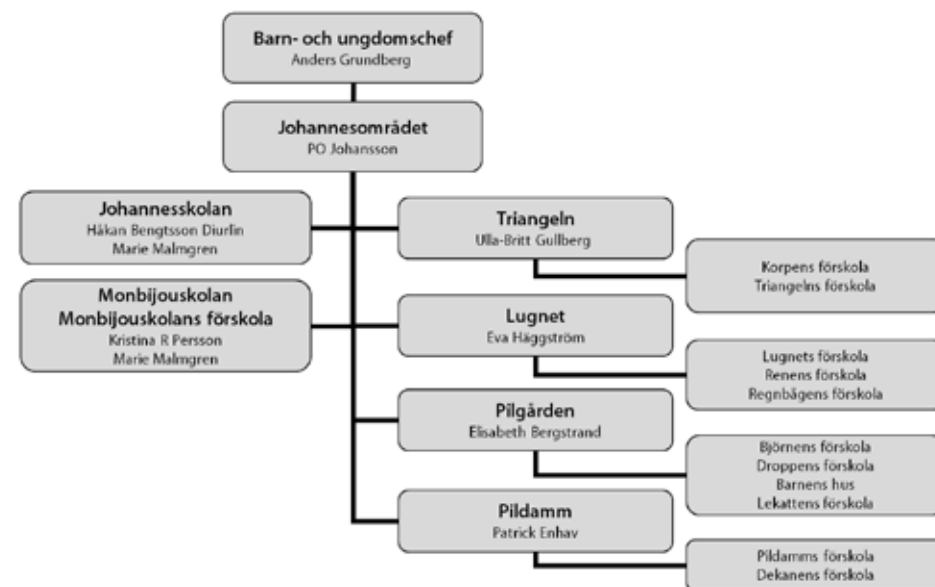 Barn- och ungdomschef
Anders Grundberg
Johannesområdet
PO Johansson
Johannesskolan
Håkan Bengtsson Diurlin
Marie Malmgren
Monbijouskolan
Monbijouskolans förskola
Kristina R Persson
Marie Malmgren
Triangeln
Ulla-Britt Gullberg
Korpens förskola
Triangelns förskola
Lugnet
Eva Häggström
Lugnets förskola
Renens förskola
Regnbågens förskola
Pilgården
Elisabeth Bergstrand
Björnens förskola
Droppens förskola
Barnens hus
Lekattens förskola
Pildamm
Patrick Enhav
Pildamms förskola
Dekanens förskola